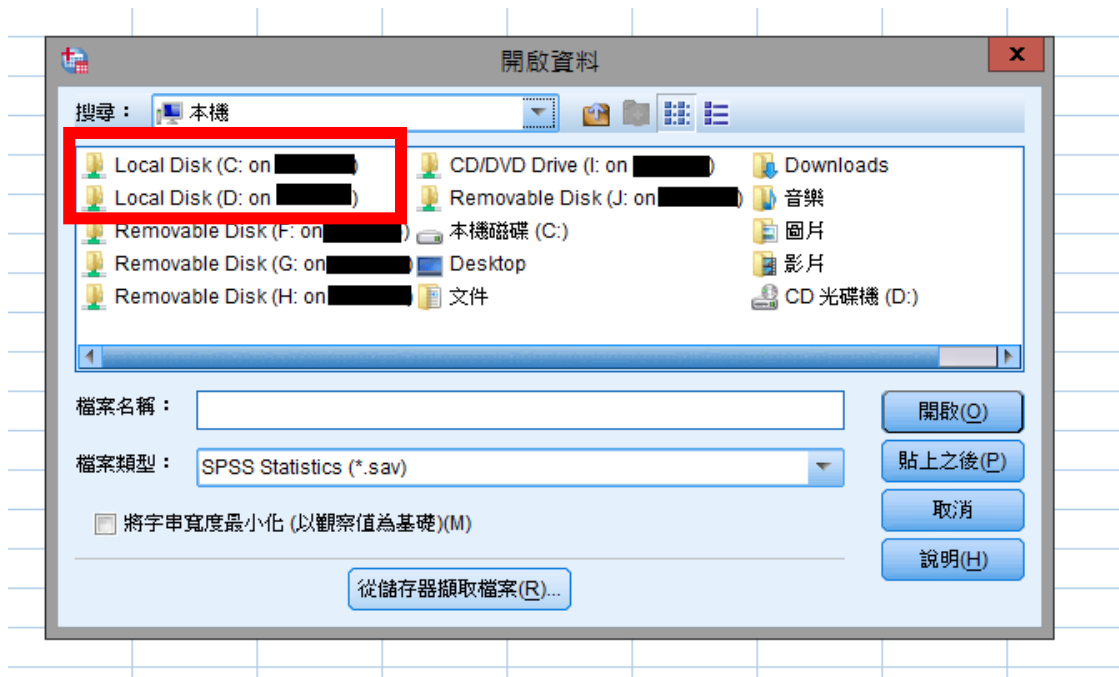 開啟資料
x
搜尋： 本機
Local Disk (C: on )
Local Disk (D: on )
Removable Disk (F: on )
Removable Disk (G: on )
Removable Disk (H: on )
CD/DVD Drive (I: on )
Removable Disk (J: on )
本機磁碟 (C:)
Desktop
文件
Downloads
音樂
圖片
影片
CD 光碟機 (D:)
檔案名稱：
開啟(O)
檔案類型： SPSS Statistics (*.sav)
貼上之後(P)
將字串寬度最小化 (以觀察值為基礎)(M)
取消
說明(H)
從儲存器擷取檔案(R)...